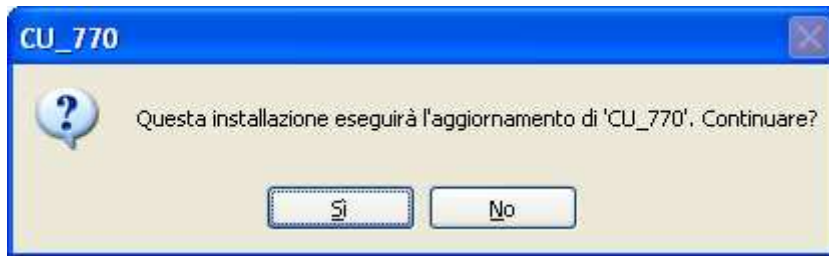 CU_770
Questa installazione eseguirà l'aggiornamento di 'CU_770'. Continuare?
Sì
No